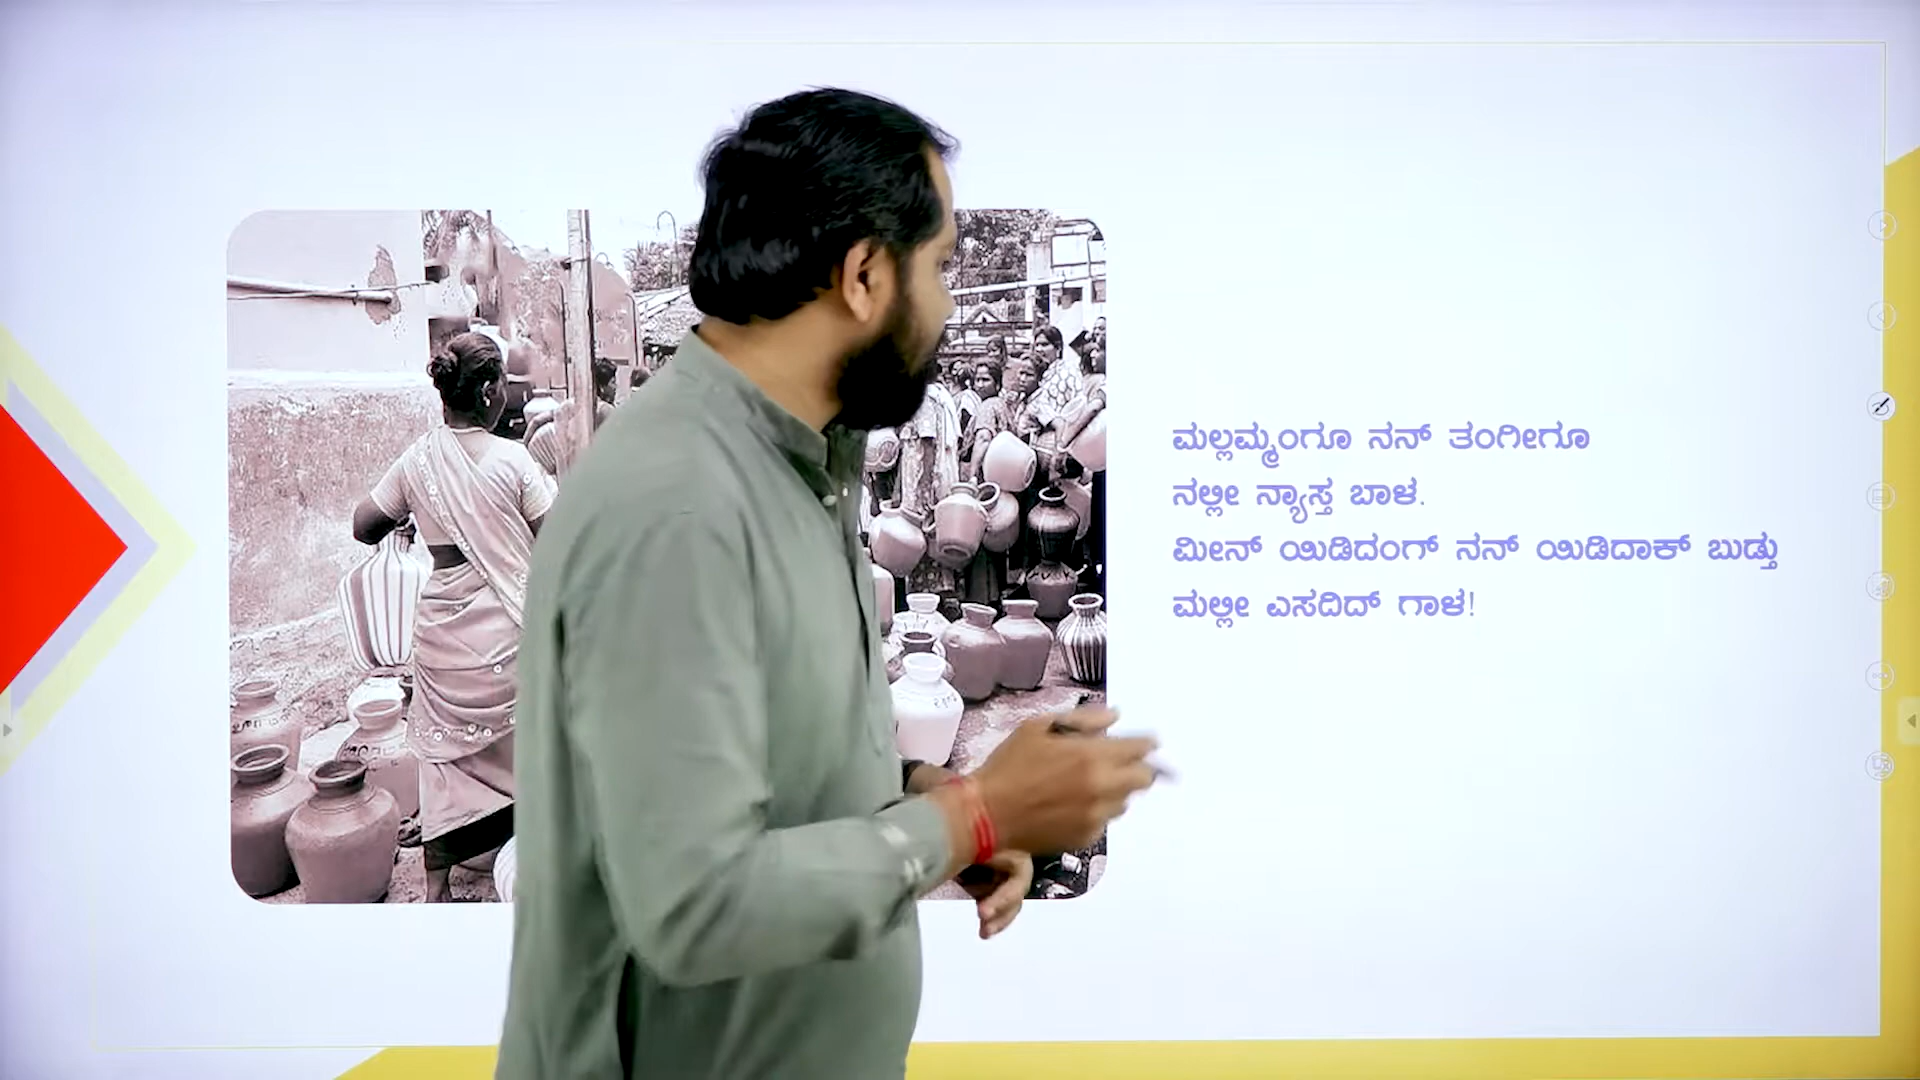 ಮಲ್ಲಮ್ಮಂಗೂ ನನ್ ತಂಗೀಗೂ
ನಲ್ಲೀ ನ್ಯಾಸ್ತ ಬಾಳ.
ಮೀನ್ ಯಿಡಿದಂಗ್ ನನ್ ಯಿಡಿದಾಕ್ ಬುಡ್ತು
ಮಲ್ಲೀ ಎಸದಿದ್ ಗಾಳ!